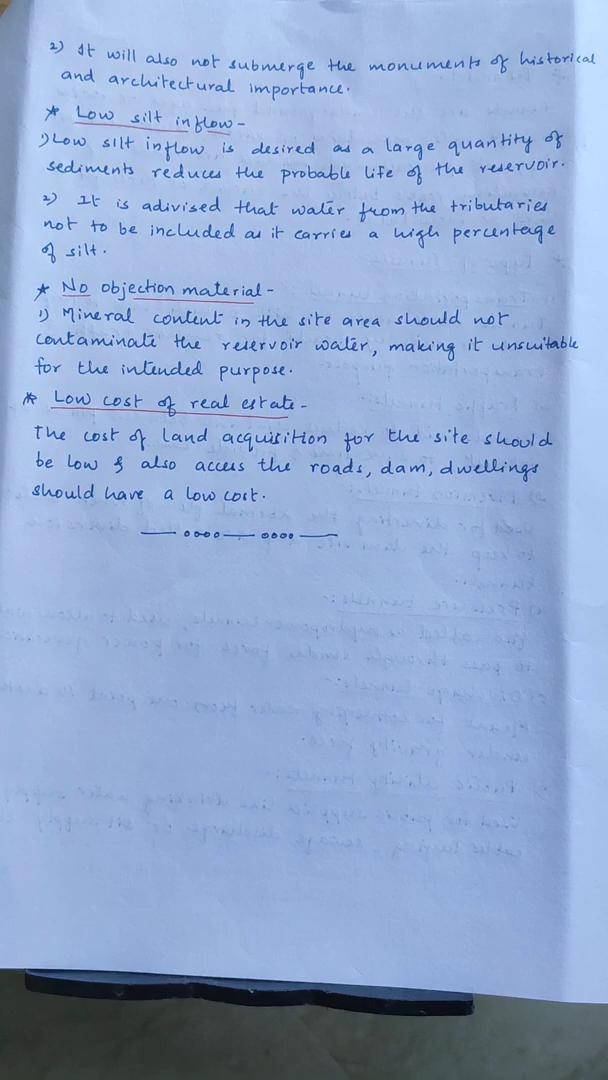 2) It will also not submerge the monuments of historical
and architectural importance.
* Low silt inflow-
1) Low silt inflow is desired as a large quantity of
sediments reduces the probable life of the reservoir.
2) It is adivised that water from the tributaries
not to be included as it carries a high percentage
of silt.
* No objection material-
1) Mineral content in the site area should not
contaminate the reservoir water, making it unsuitable
for the intended purpose.
* Low cost of real estate-
The cost of land acquisition for the site should
be low & also access the roads, dam, dwellings
should have a low cost.